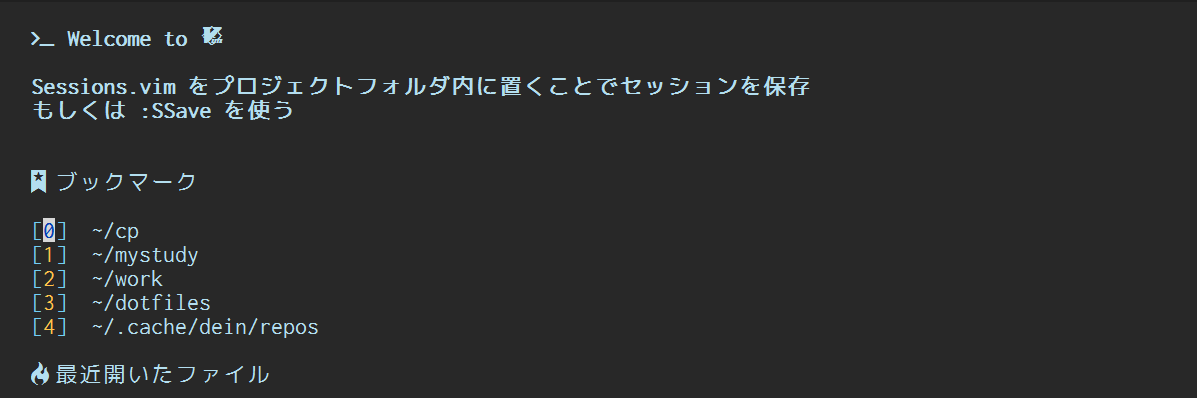 >_ Welcome to
Sessions.vim をプロジェクトフォルダ内に置くことでセッションを保存
もしくは :SSave を使う
ブックマーク
[0] ~/cp
[1] ~/mystudy
[2] ~/work
[3] ~/dotfiles
[4] ~/.cache/dein/repos
最近開いたファイル